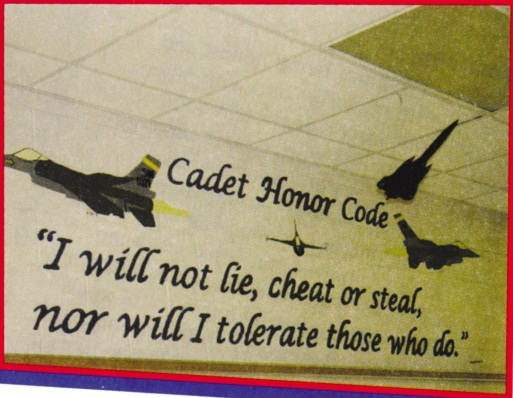 Cadet Honor Code
"I will not lie, cheat or steal,
nor will I tolerate those who do."